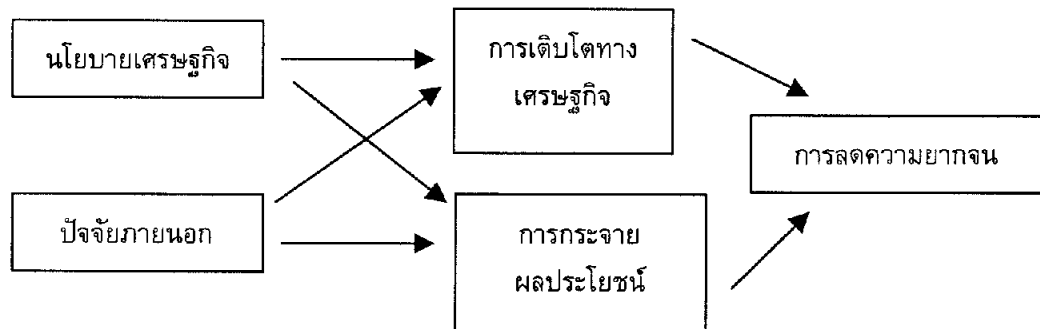 นโยบายเศรษฐกิจ
การเติบโตทาง
เศรษฐกิจ
การลดความยากจน
ปัจจัยภายนอก
การกระจาย
ผลประโยชน์